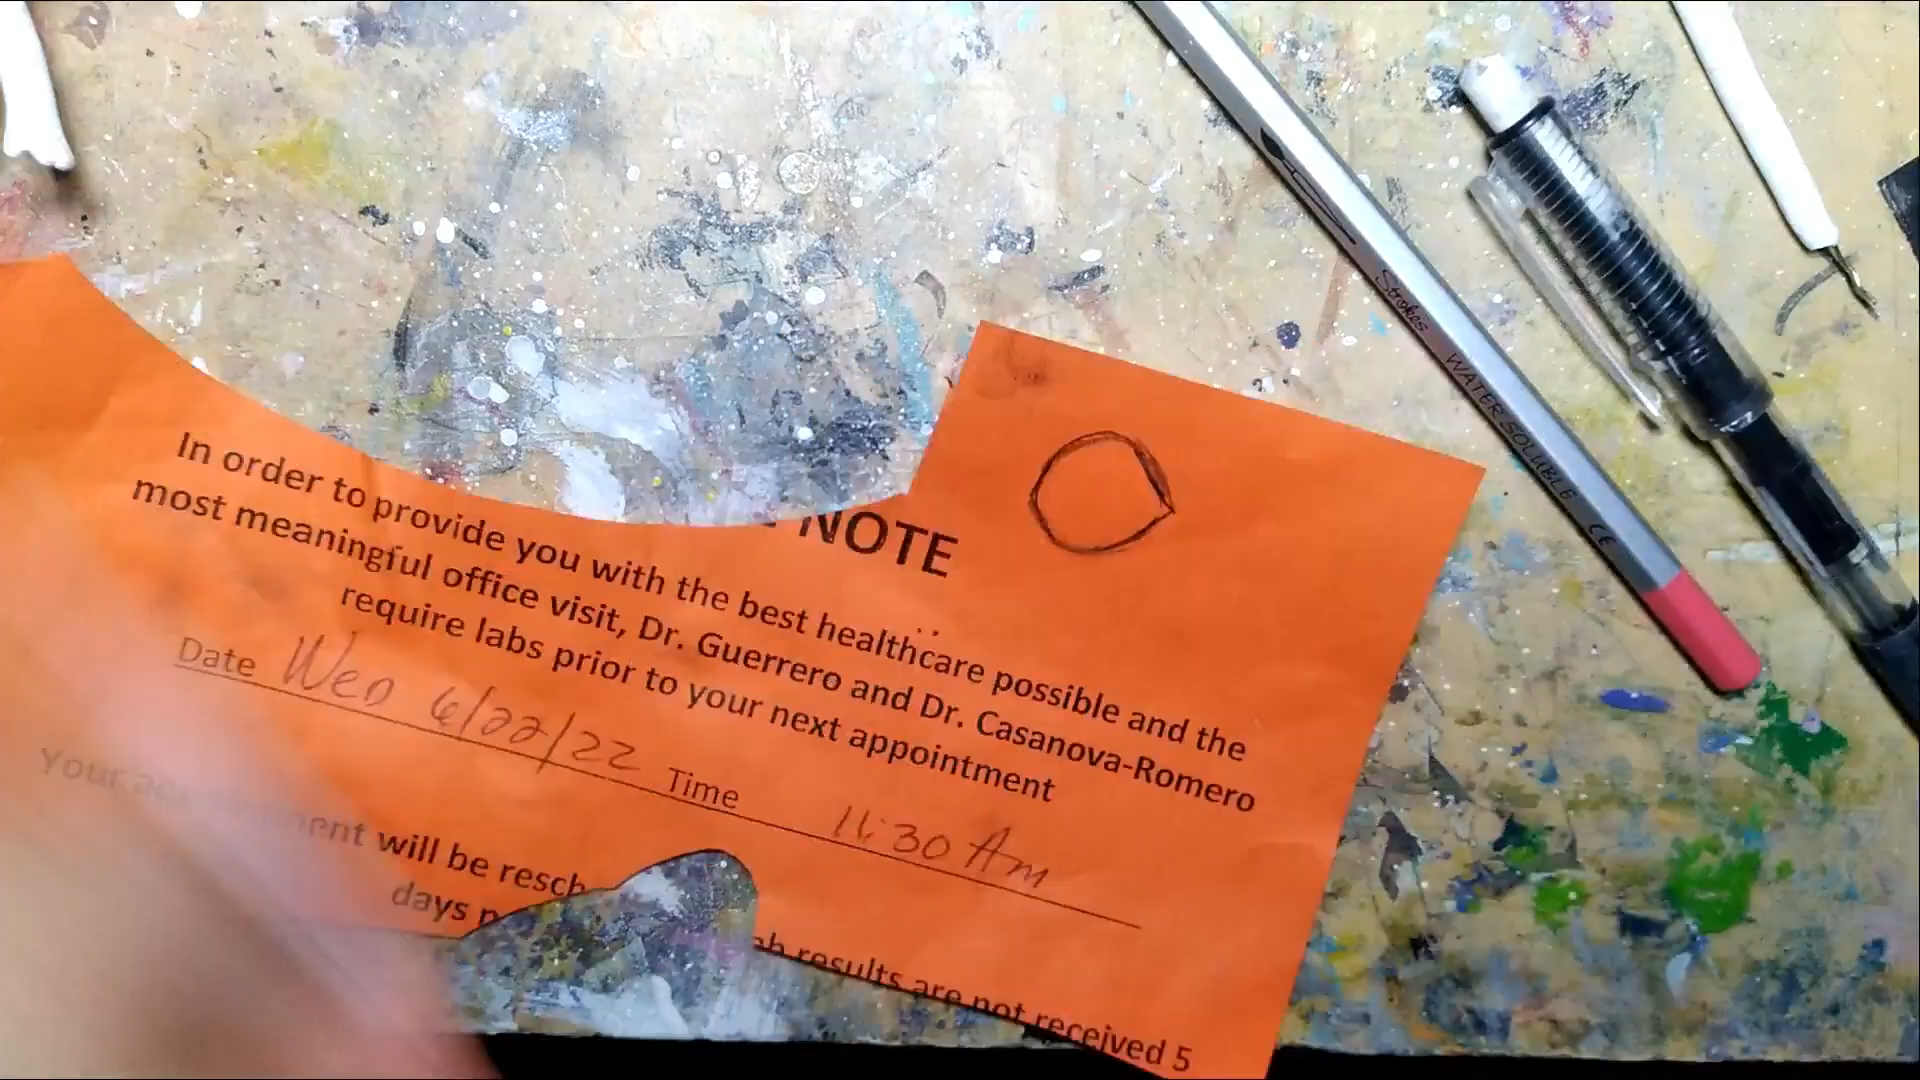 NOTE
In order to provide you with the best healthcare possible and the
most meaningful office visit, Dr. Guerrero and Dr. Casanova-Romero
require labs prior to your next appointment
Date Wed 6/22/22 Time 11:30 Am
Your will be resch
results are not received 5
days
Strokes WATER SOLUBLE CE